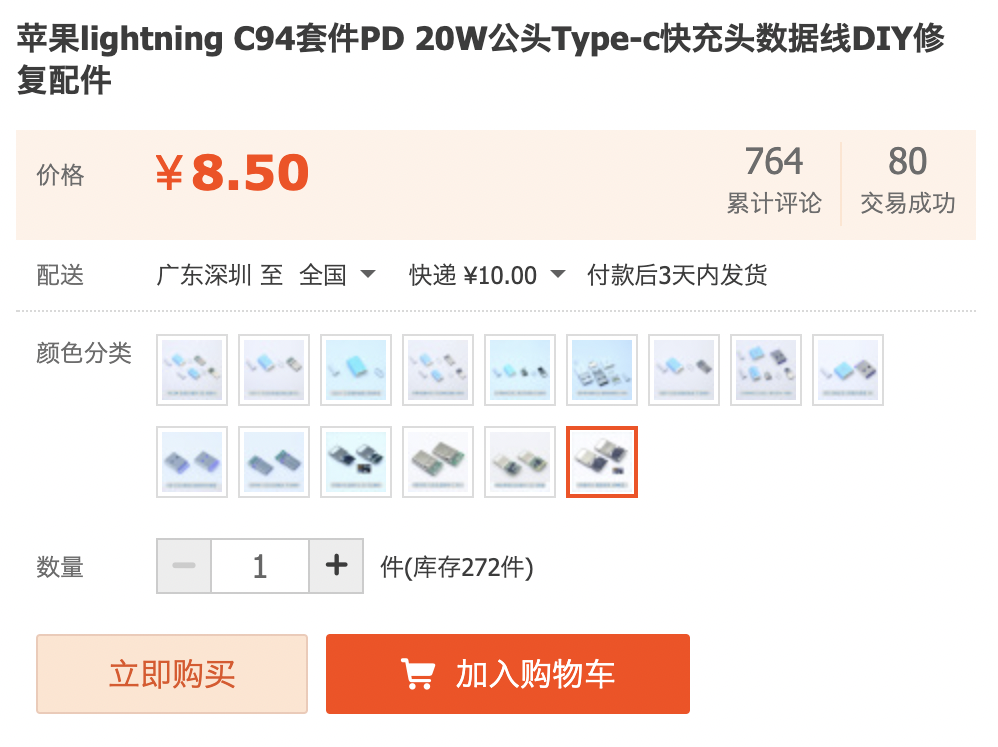 苹果lightning C94套件PD 20W公头Type-c快充头数据线DIY修
复配件
价格
¥8.50
764
累计评论
80
交易成功
配送
广东深圳 至 全国
快递 ¥10.00
付款后3天内发货
颜色分类
数量
1
件(库存272件)
立即购买
加入购物车